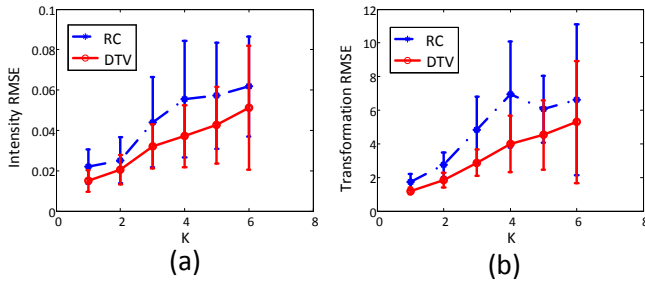 0.1
0.08
0.06
0.04
0.02
0
0 2 4 6 8
K
Intensity RMSE
RC
DTV
(a)
12
10
8
6
4
2
0
0 2 4 6 8
K
Transformation RMSE
RC
DTV
(b)